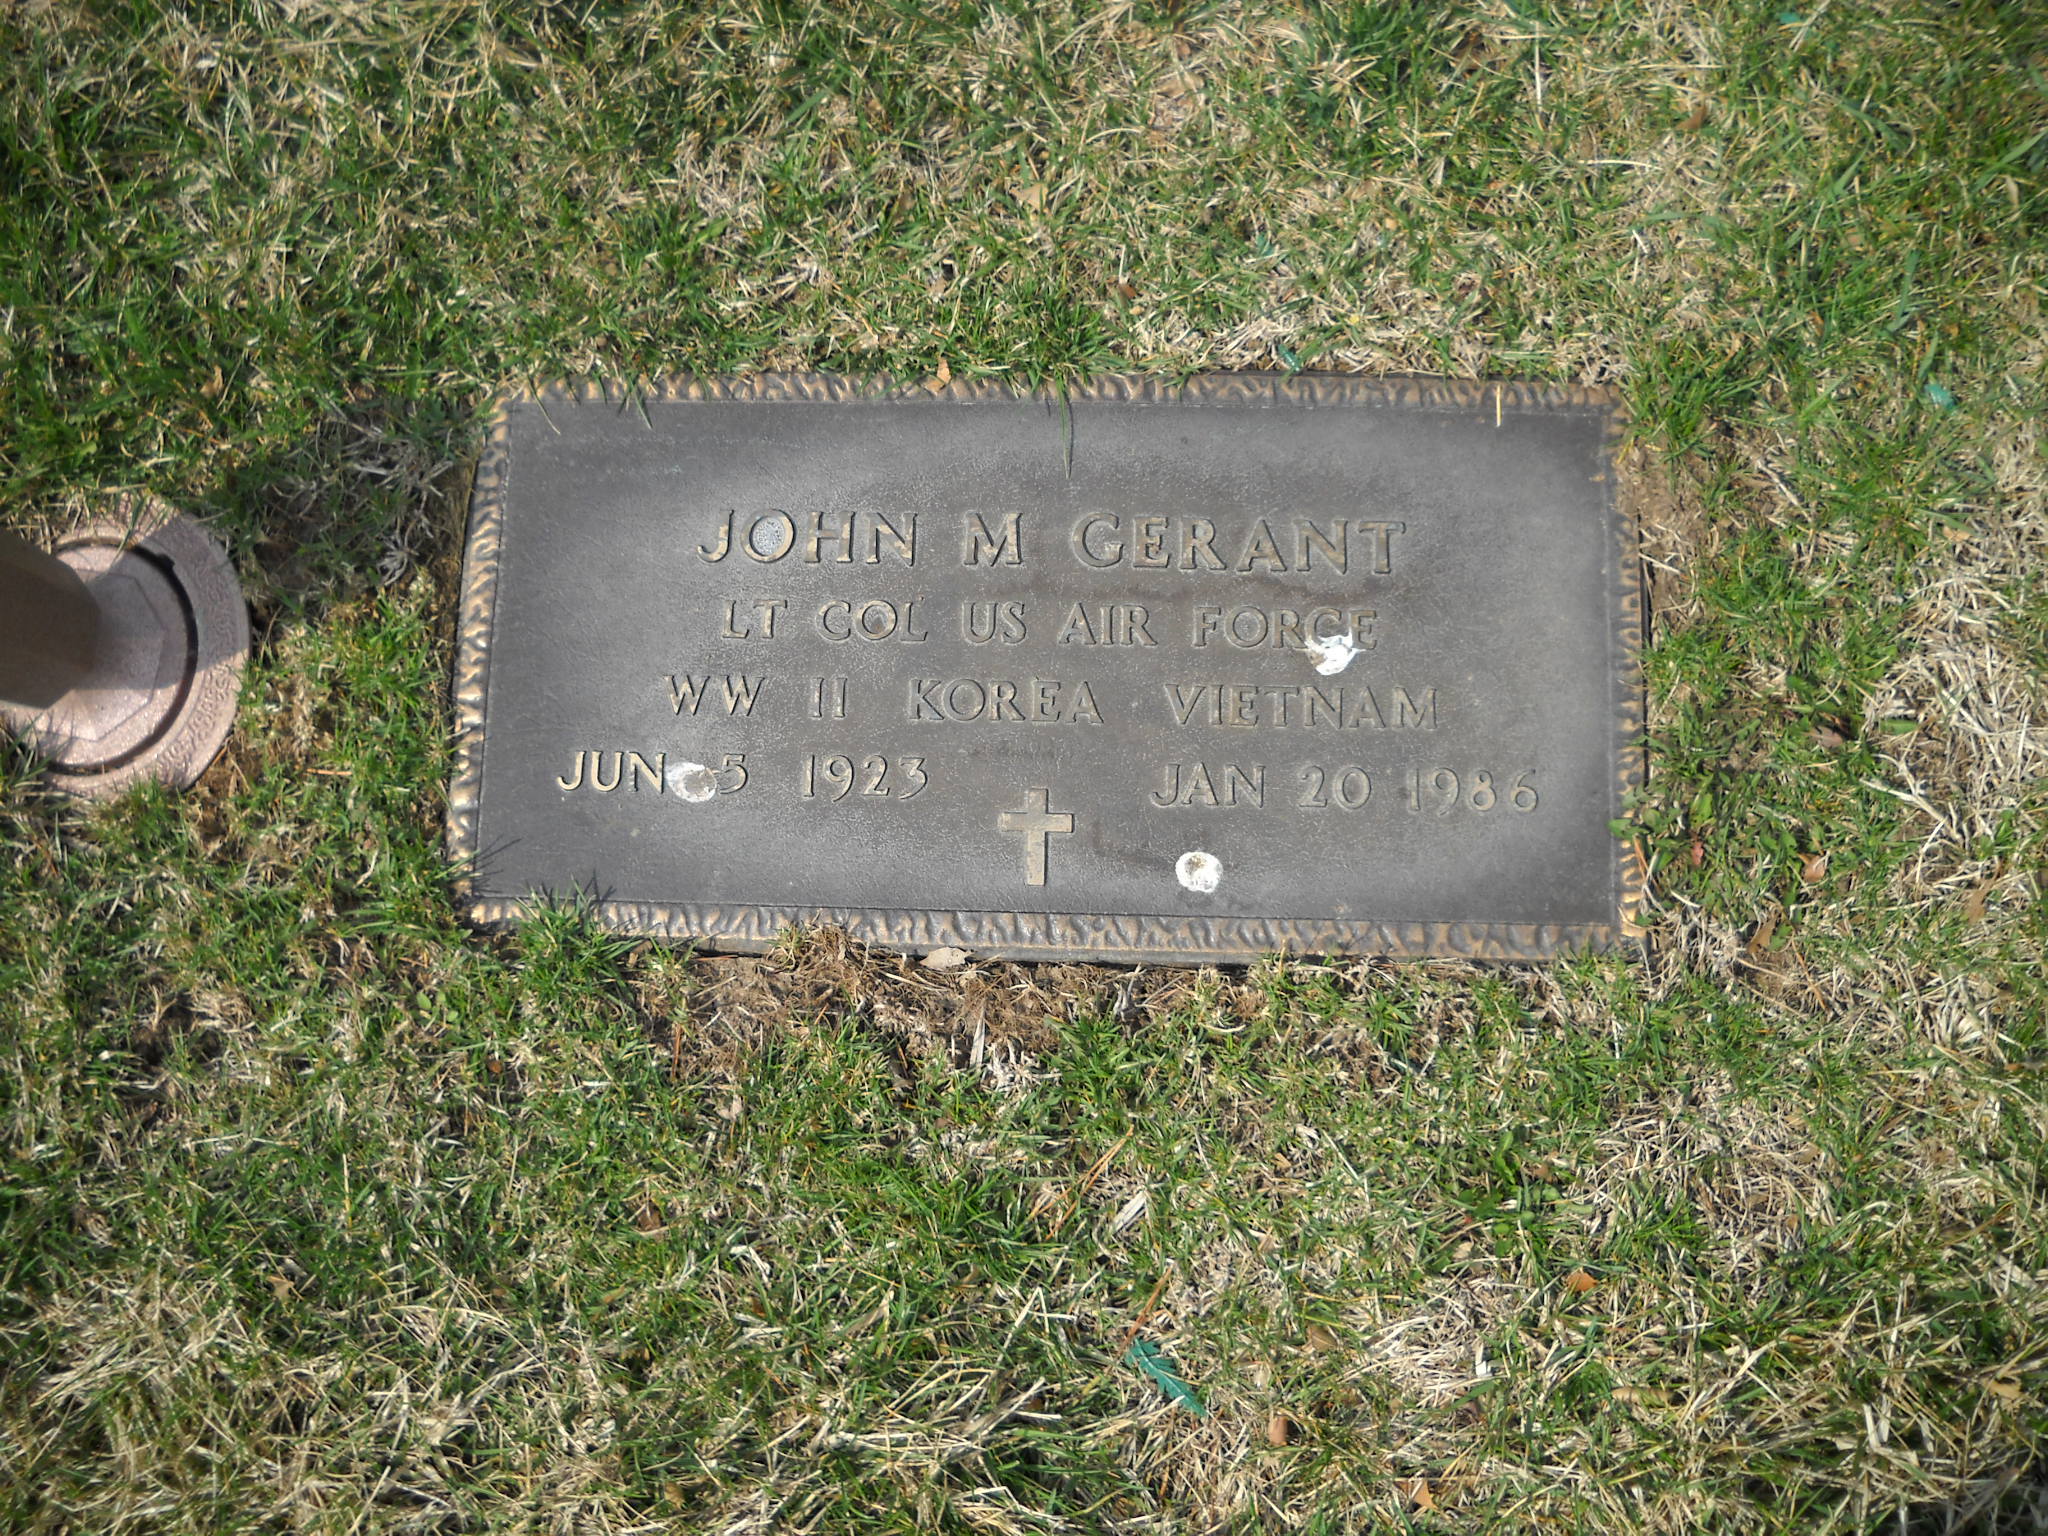 JOHN M GERANT
LT COL US AIR FORCE
WW II KOREA VIETNAM
JUN 5 1923 JAN 20 1986